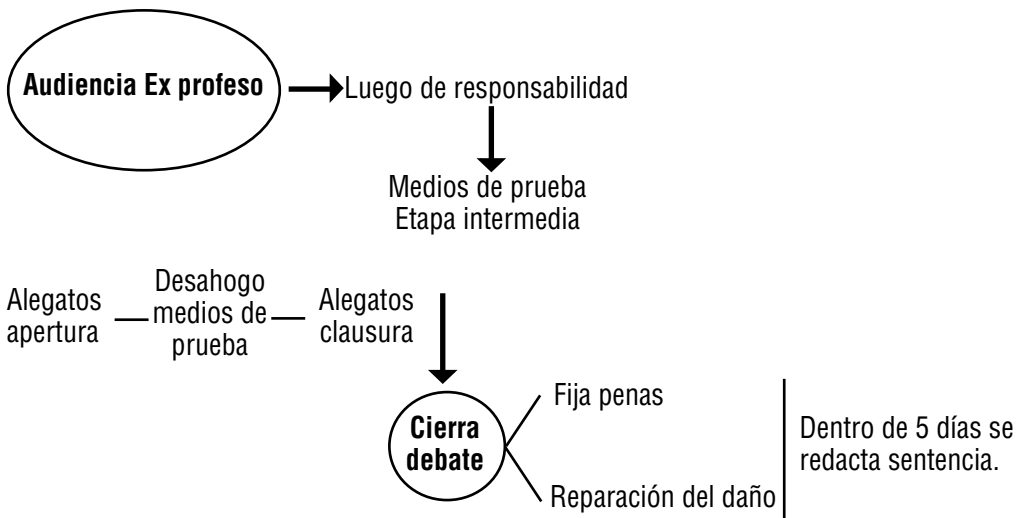 Audiencia Ex profeso
Luego de responsabilidad
Medios de prueba
Etapa intermedia
Alegatos
apertura
Desahogo
medios de
prueba
Alegatos
clausura
Cierra
debate
Fija penas
Reparación del daño
Dentro de 5 días se
redacta sentencia.